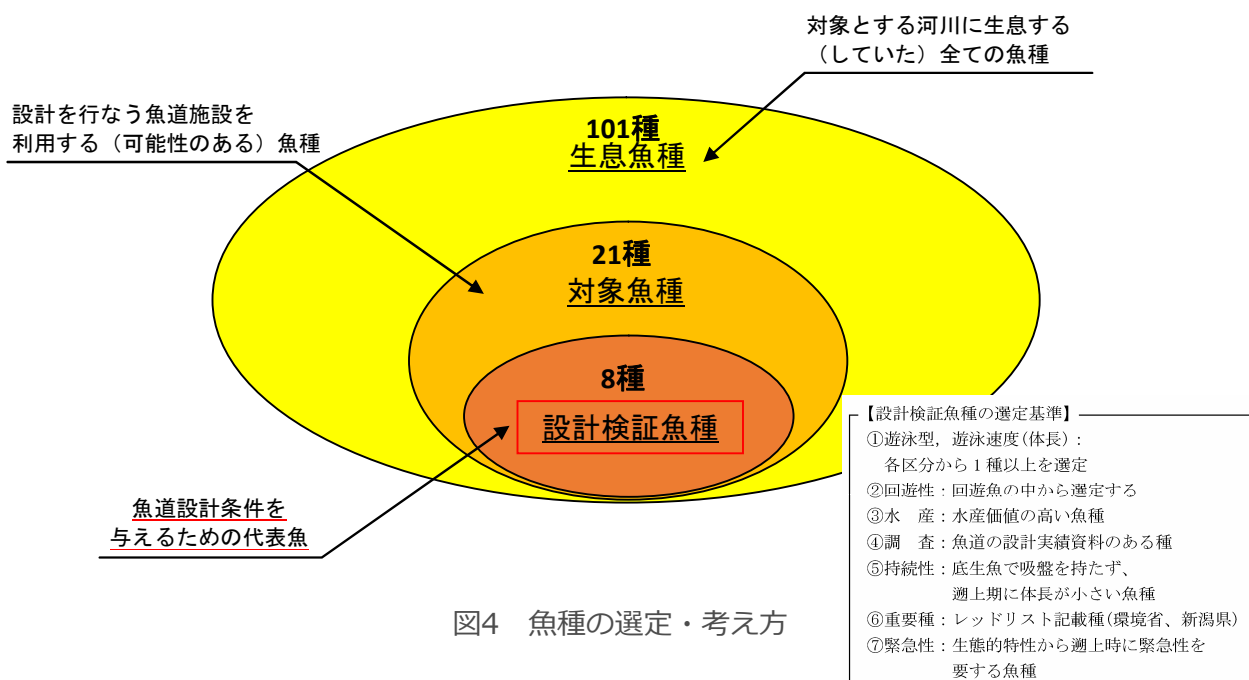 対象とする河川に生息する
(していた)全ての魚種
設計を行なう魚道施設を
利用する(可能性のある)魚種
101種
生息魚種
21種
対象魚種
8種
設計検証魚種
魚道設計条件を
与えるための代表魚
【設計検証魚種の選定基準】
①遊泳型,遊泳速度(体長):
各区分から1種以上を選定
②回遊性:回遊魚の中から選定する
③水 産:水産価値の高い魚種
④調 査:魚道の設計実績資料のある種
⑤持続性:底生魚で吸盤を持たず、
遡上期に体長が小さい魚種
⑥重要種:レッドリスト記載種(環境省、新潟県)
⑦緊急性:生態的特性から遡上時に緊急性を
要する魚種
図4 魚種の選定・考え方